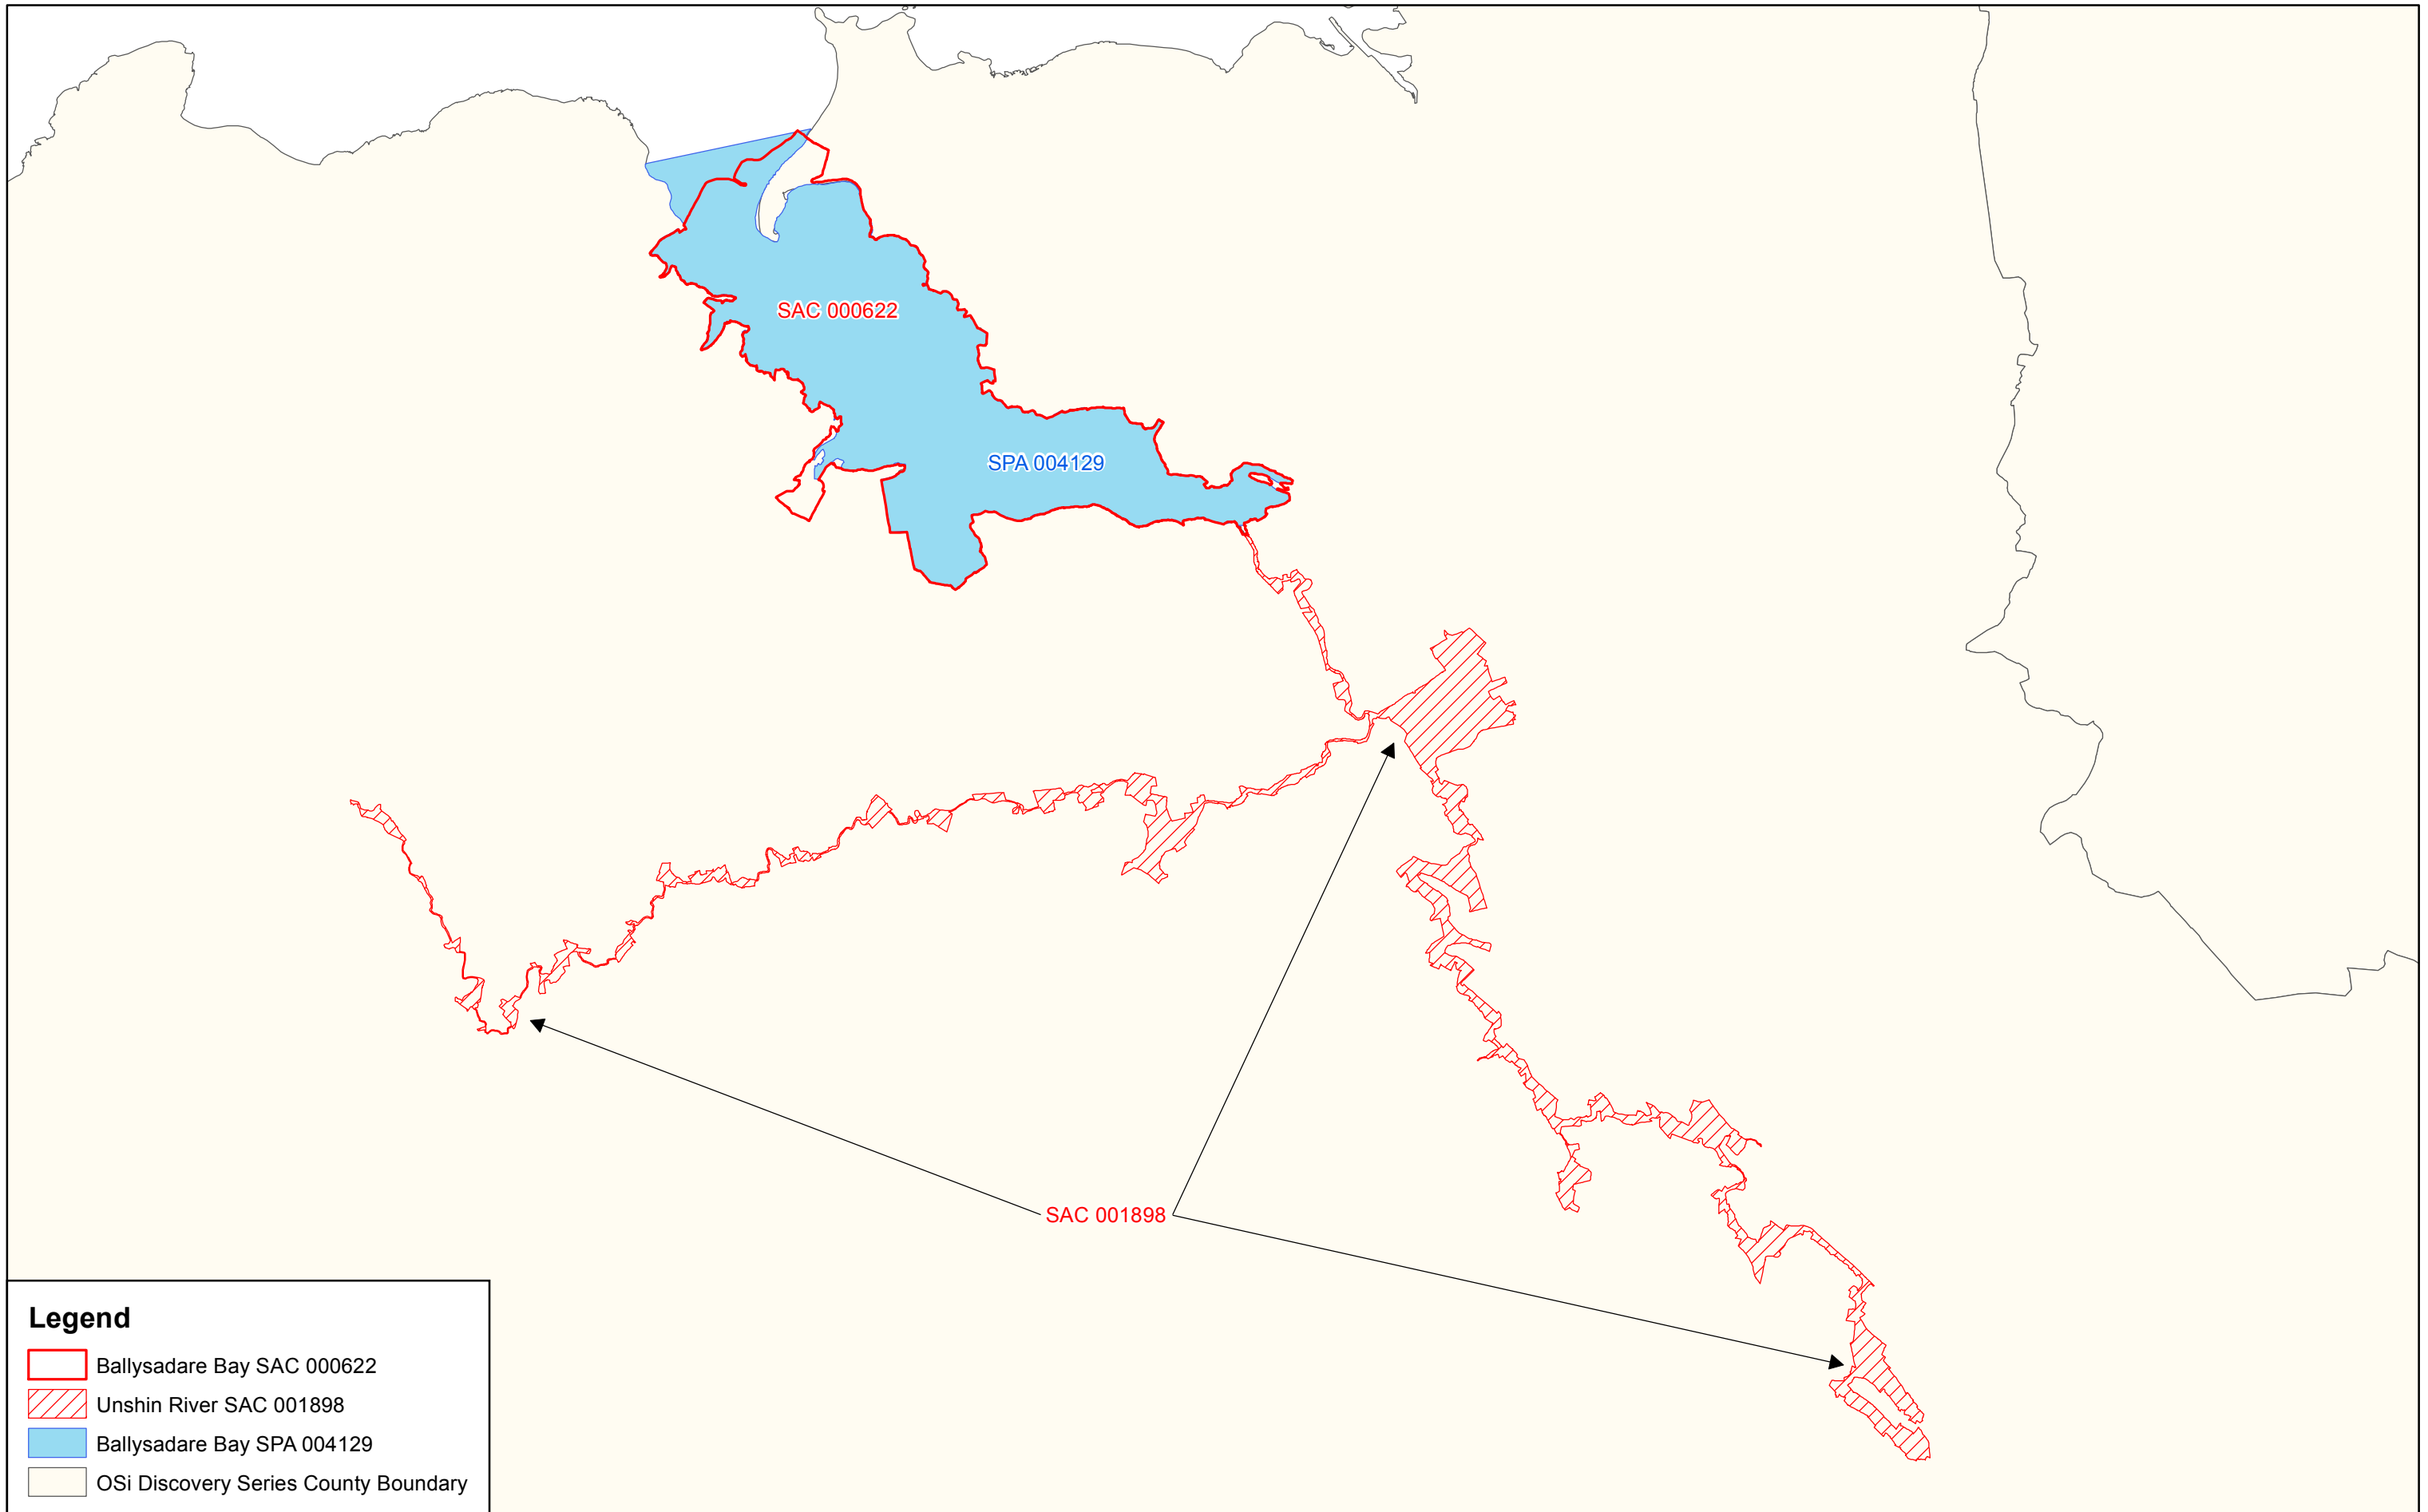 SAC 000622
SPA 004129
SAC 001898
Legend
Ballysadare Bay SAC 000622
Unshin River SAC 001898
Ballysadare Bay SPA 004129
OSi Discovery Series County Boundary